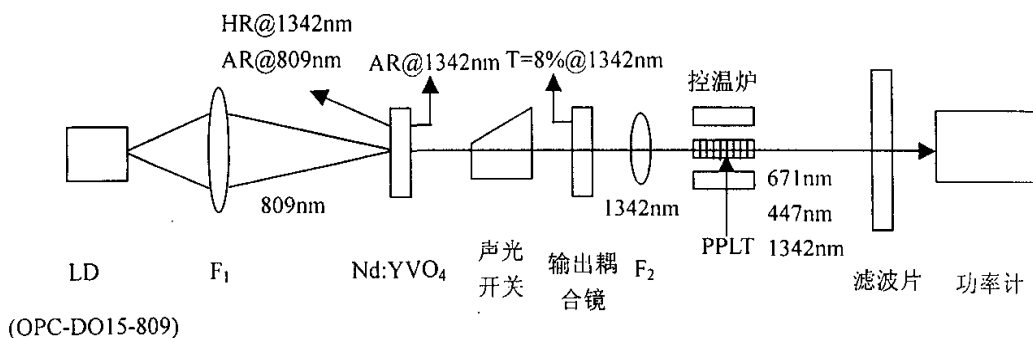 HR@1342nm
AR@809nm
AR@1342nm
T=8%@1342nm
控温炉
809nm
1342nm
671nm
447nm
1342nm
PPLT
LD
F₁
Nd:YVO₄
声光
开关
输出耦
合镜
F₂
滤波片
功率计
(OPC-DO15-809)